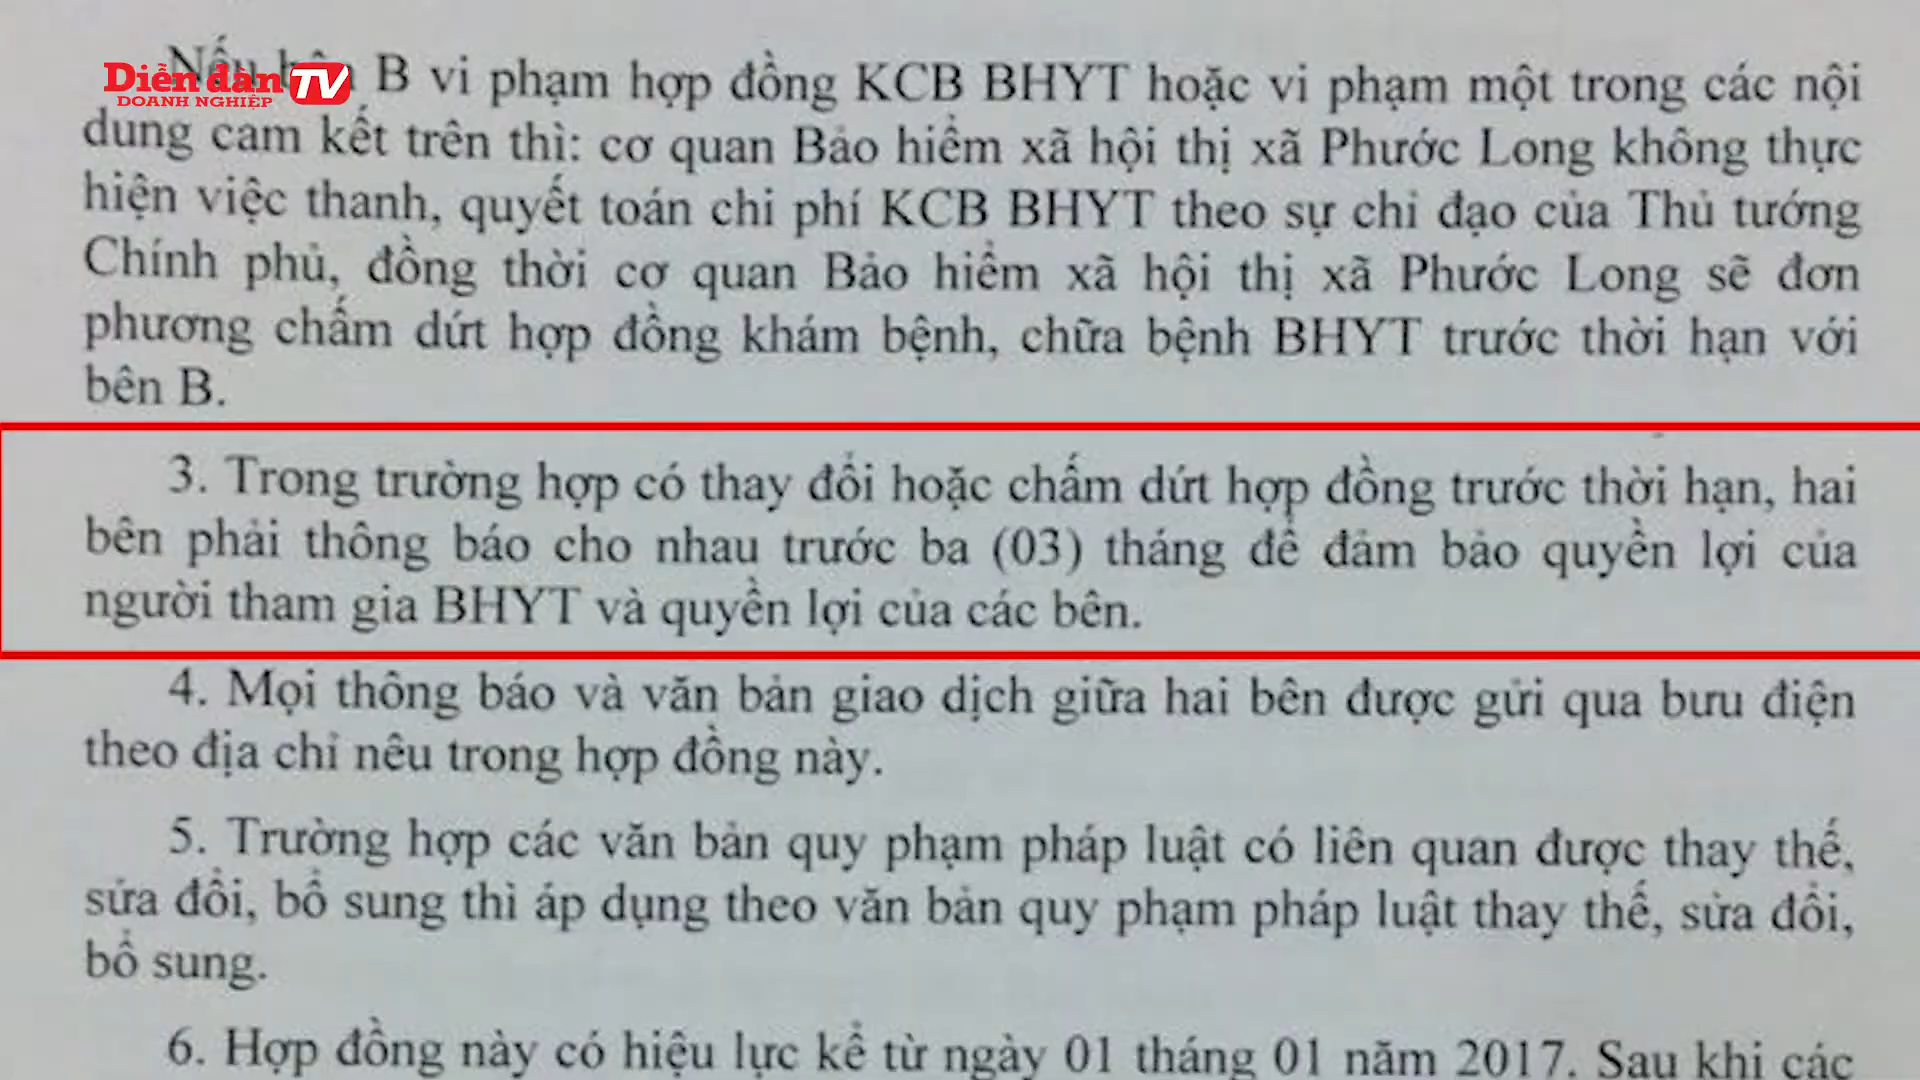 Diễn đàn TV
DOANH NGHIỆP
B vi phạm hợp đồng KCB BHYT hoặc vi phạm một trong các nội
dung cam kết trên thì: cơ quan Bảo hiểm xã hội thị xã Phước Long không thực
hiện việc thanh, quyết toán chi phí KCB BHYT theo sự chỉ đạo của Thủ tướng
Chính phủ, đồng thời cơ quan Bảo hiểm xã hội thị xã Phước Long sẽ đơn
phương chấm dứt hợp đồng khám bệnh, chữa bệnh BHYT trước thời hạn với
bên B.
3. Trong trường hợp có thay đổi hoặc chấm dứt hợp đồng trước thời hạn, hai
bên phải thông báo cho nhau trước ba (03) tháng để đảm bảo quyền lợi của
người tham gia BHYT và quyền lợi của các bên.
4. Mọi thông báo và văn bản giao dịch giữa hai bên được gửi qua bưu điện
theo địa chỉ nêu trong hợp đồng này.
5. Trường hợp các văn bản quy phạm pháp luật có liên quan được thay thế,
sửa đổi, bổ sung thì áp dụng theo văn bản quy phạm pháp luật thay thế, sửa đổi,
bổ sung.
6. Hợp đồng này có hiệu lực kể từ ngày 01 tháng 01 năm 2017. Sau khi các